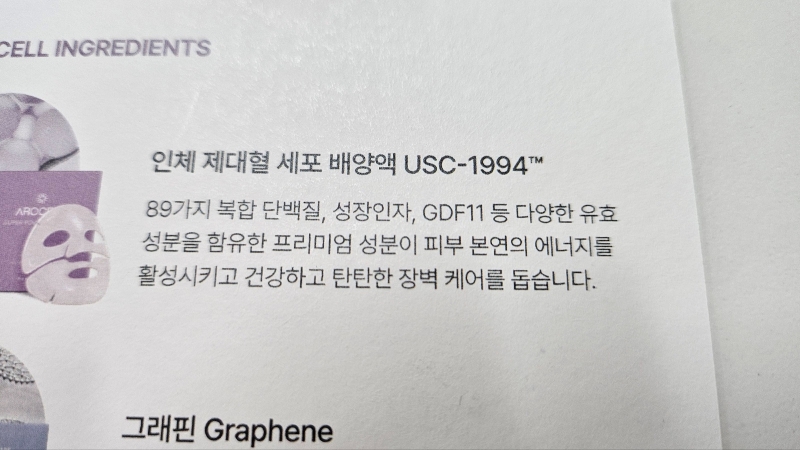 CELL INGREDIENTS
인체 제대혈 세포 배양액 USC-1994™
89가지 복합 단백질, 성장인자, GDF11 등 다양한 유효
성분을 함유한 프리미엄 성분이 피부 본연의 에너지를
활성시키고 건강하고 탄탄한 장벽 케어를 돕습니다.
그래핀 Graphene